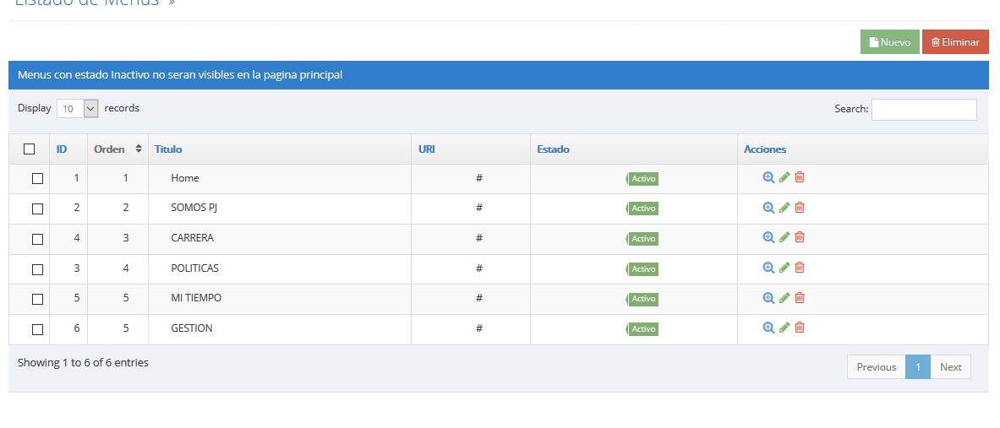 Listado de Menus »
Nuevo Eliminar
Menus con estado Inactivo no seran visibles en la pagina principal
Display 10 records Search:
ID Orden Titulo URI Estado Acciones
1 1 Home # Activo
2 2 SOMOS PJ # Activo
4 3 CARRERA # Activo
3 4 POLITICAS # Activo
5 5 MI TIEMPO # Activo
6 5 GESTION # Activo
Showing 1 to 6 of 6 entries Previous 1 Next